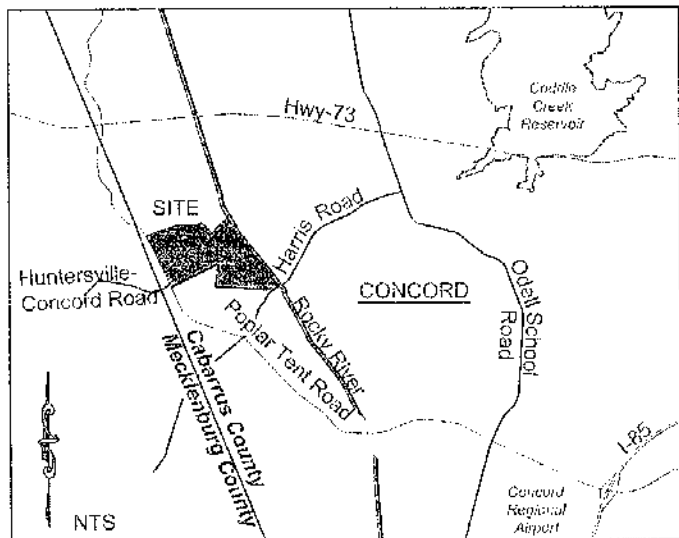 Coddle
Creek
Reservoir
Hwy-73
SITE
Harris Road
Huntersville-
Concord Road
CONCORD
Odell School
Road
Rocky River
Poplar Tent Road
Cabarrus County
Mecklenburg County
I-85
Concord
Regional
Airport
NTS